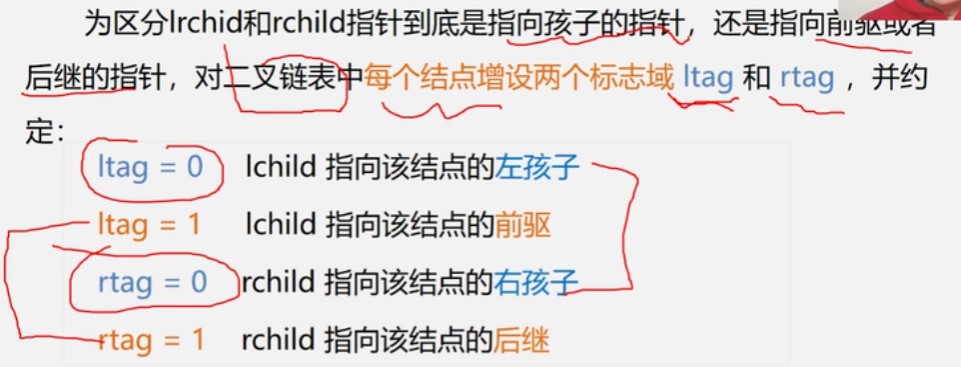 为区分lrchid和rchild指针到底是指向孩子的指针，还是指向前驱或者
后继的指针，对二叉链表中每个结点增设两个标志域 ltag 和 rtag ，并约
定：
ltag = 0 lchild 指向该结点的左孩子
ltag = 1 lchild 指向该结点的前驱
rtag = 0 rchild 指向该结点的右孩子
rtag = 1 rchild 指向该结点的后继